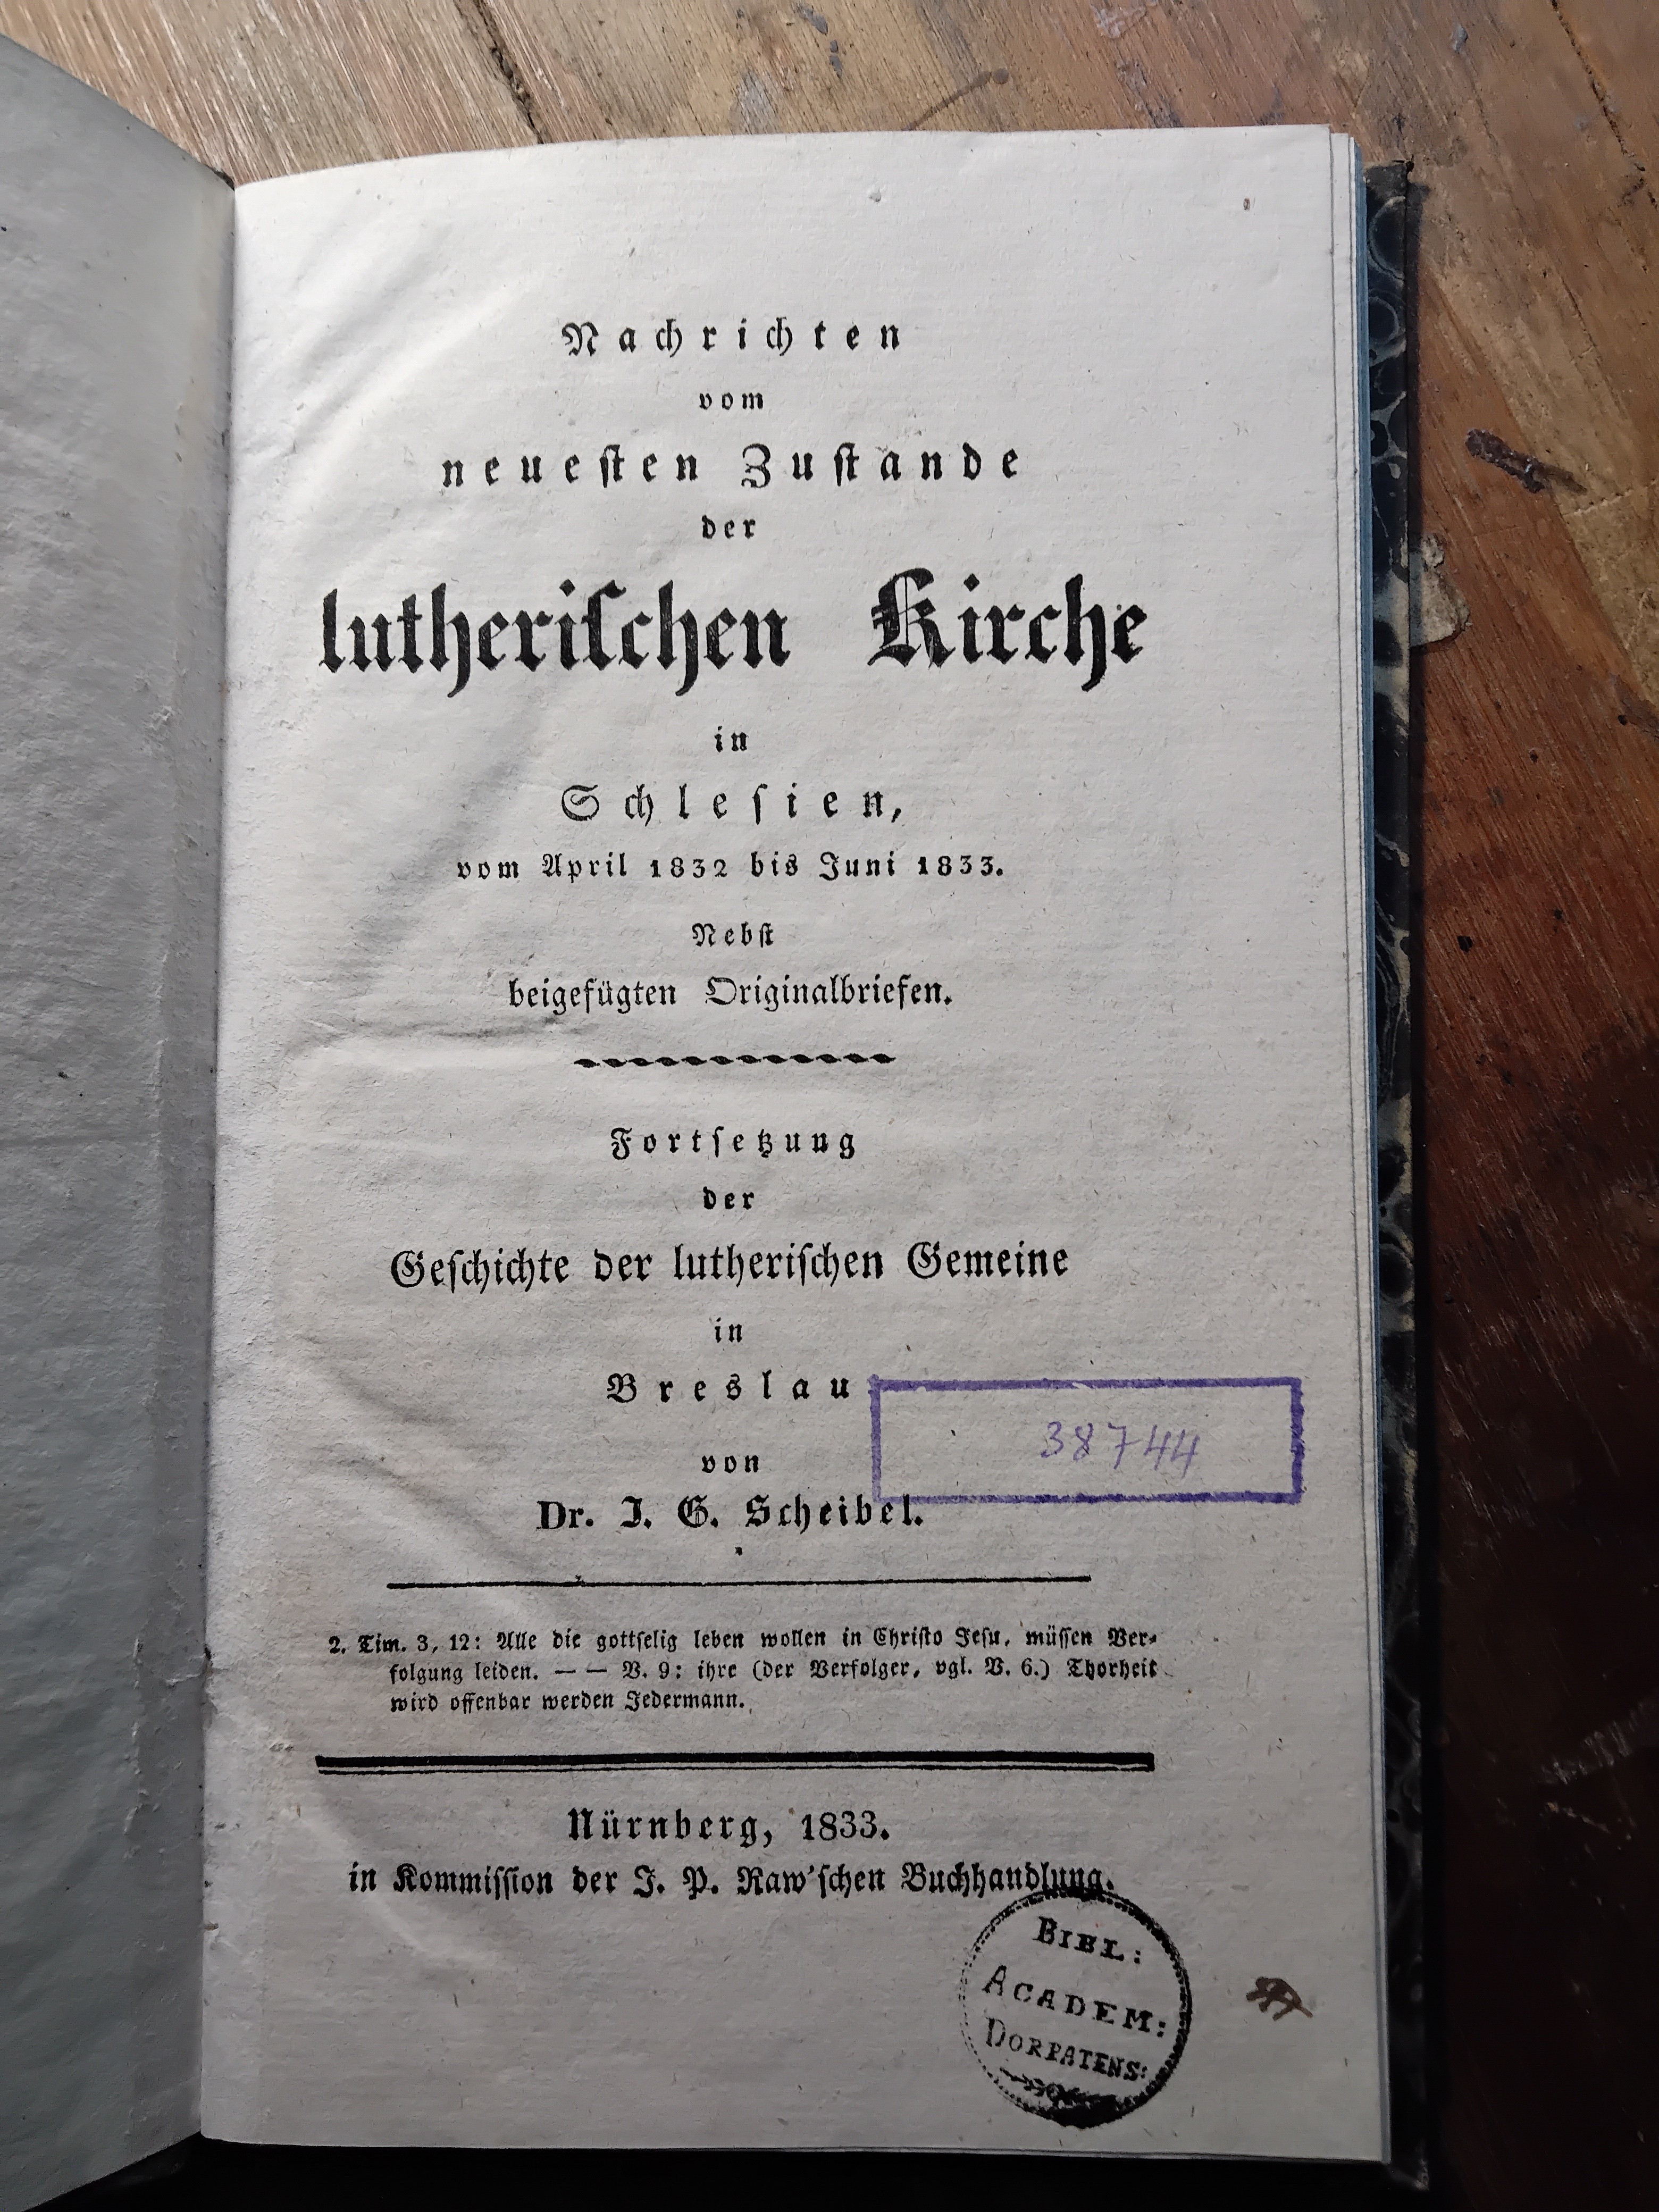 Nachrichten
vom
neueſten Zuſtande
der
lutheriſchen Kirche
in
Schleſien,
vom April 1832 bis Juni 1833.
Nebſt
beigefügten Originalbriefen.
Fortſetzung
der
Geſchichte der lutheriſchen Gemeine
in
Breslau
38744
von
Dr. J. G. Scheibel.
2. Tim. 3, 12: Alle die gottſelig leben wollen in Chriſto Jeſu, müſſen Ver-
folgung leiden. — — V. 9: ihre (der Verfolger, vgl. V. 6.) Thorheit
wird offenbar werden Jedermann.
Nürnberg, 1833.
in Kommiſſion der J. P. Raw'ſchen Buchhandlung.
BIBL:
ACADEM:
DORPATENS: